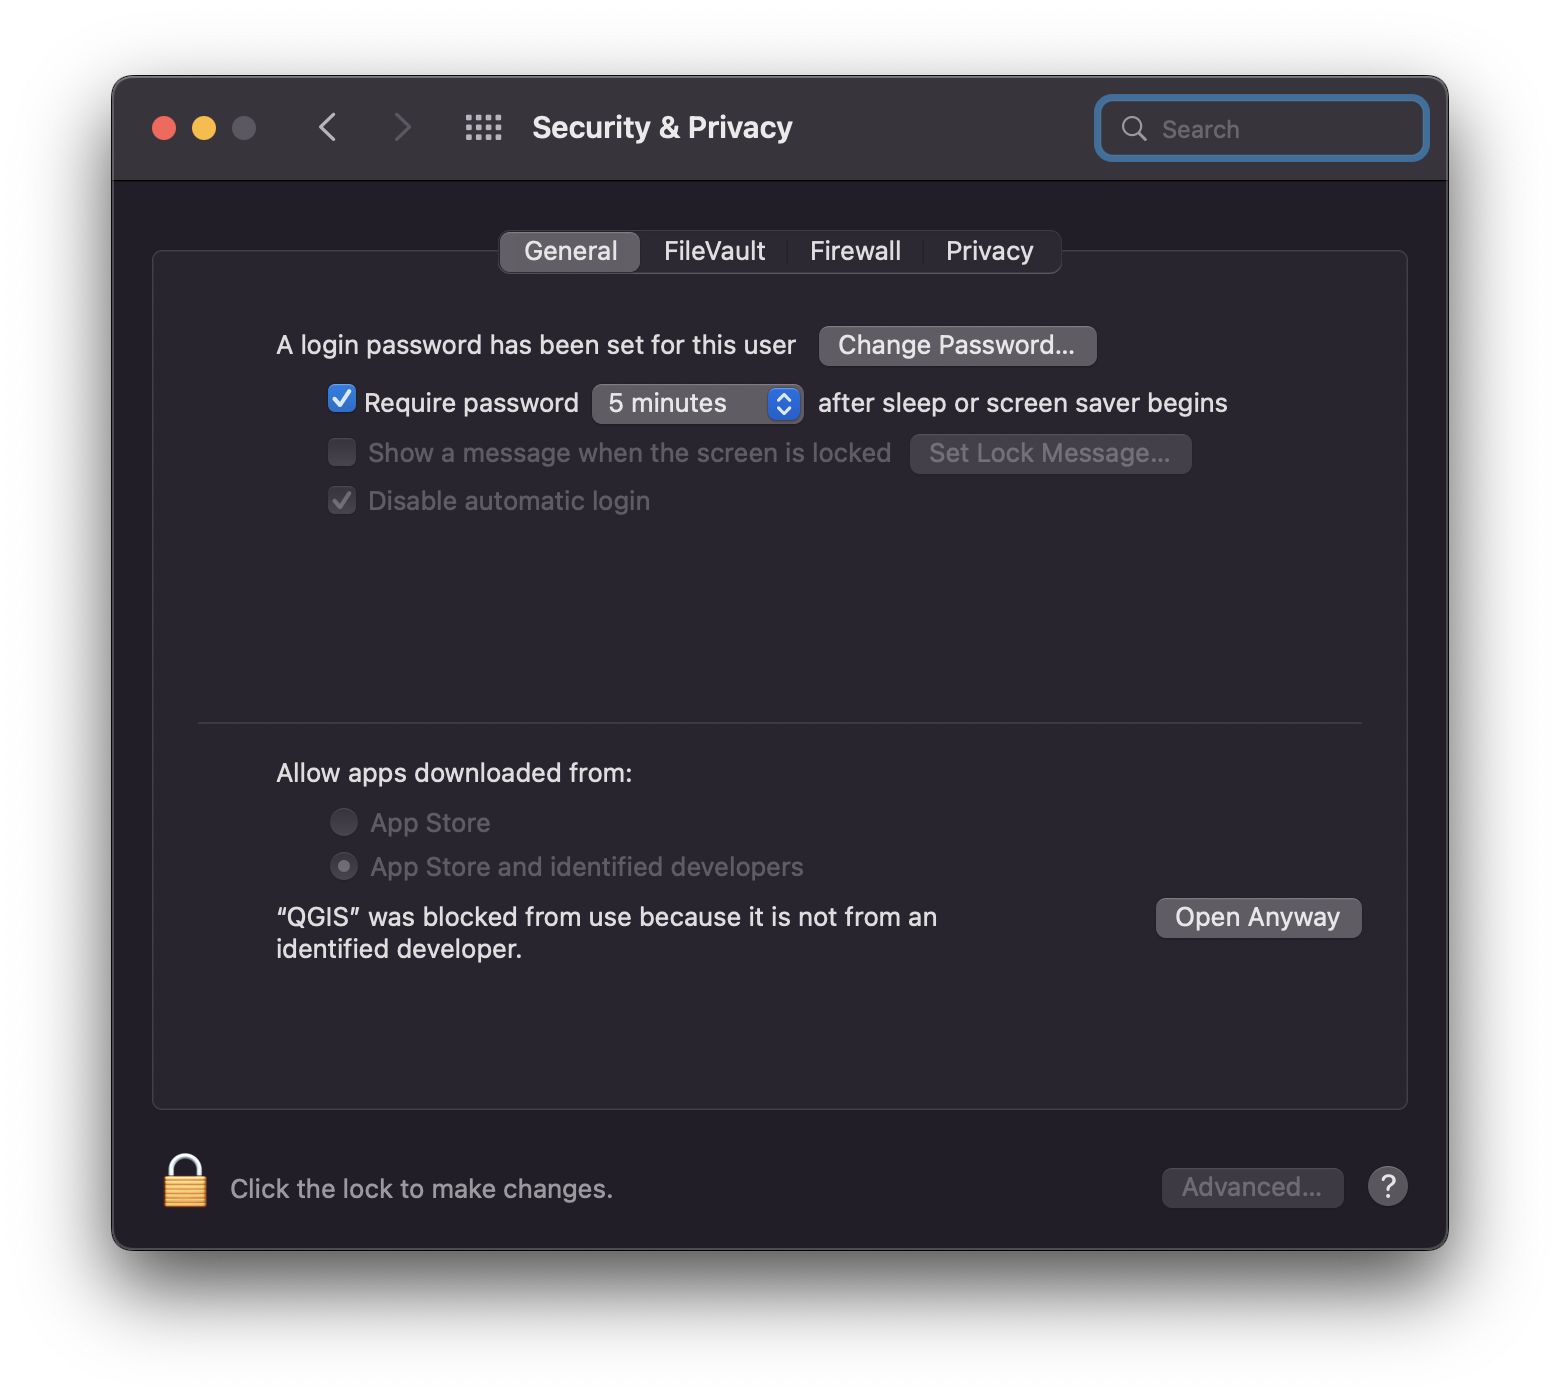 Security & Privacy
Search
General FileVault Firewall Privacy
A login password has been set for this user Change Password...
Require password 5 minutes after sleep or screen saver begins
Show a message when the screen is locked Set Lock Message...
Disable automatic login
Allow apps downloaded from:
App Store
App Store and identified developers
“QGIS” was blocked from use because it is not from an Open Anyway
identified developer.
Click the lock to make changes. Advanced... ?